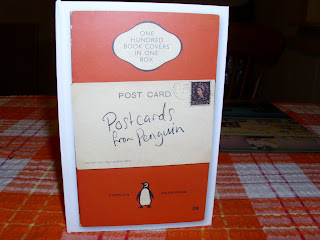 ONE
HUNDRED
BOOK COVERS
IN ONE
BOX
POST CARD
Postcards
from Penguin